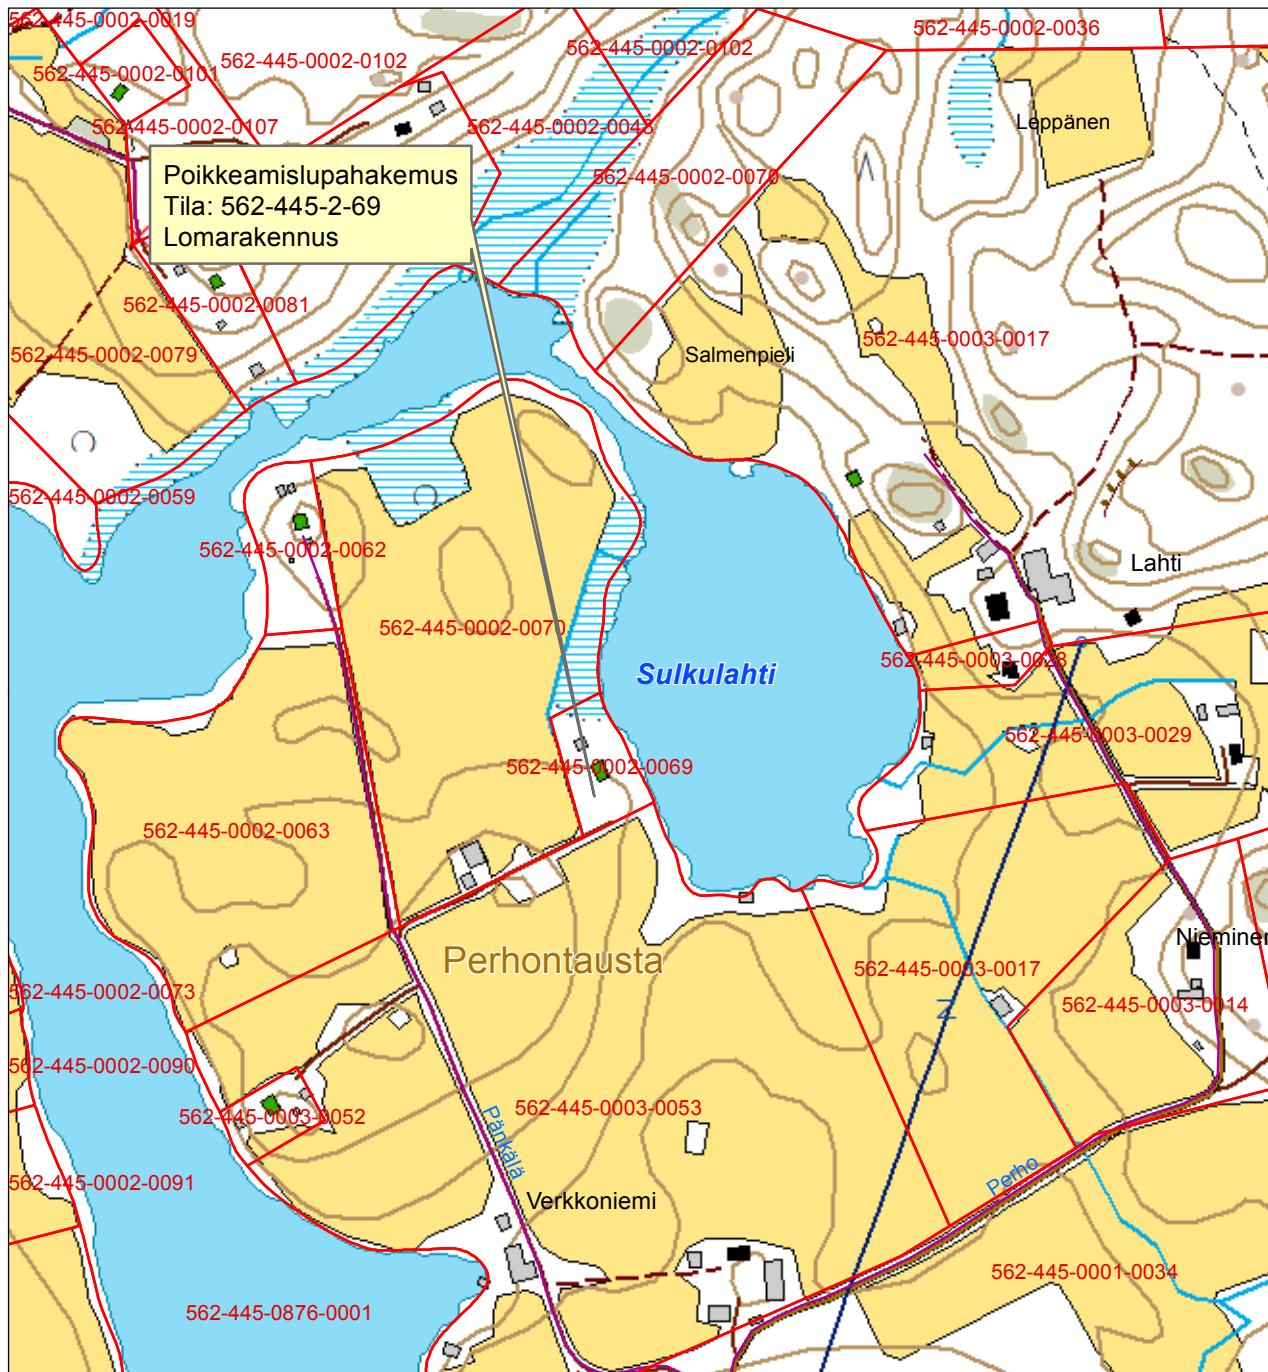 562-445-0002-0019
562-445-0002-0036
562-445-0002-0102
562-445-0002-0102
562-445-0002-0101
Leppänen
562-445-0002-0107
562-445-0002-0043
562-445-0002-0070
Poikkeamislupahakemus
Tila: 562-445-2-69
Lomarakennus
562-445-0002-0081
562-445-0003-0017
562-445-0002-0079
Salmenpieli
562-445-0002-0059
562-445-0002-0062
Lahti
562-445-0002-0070
562-445-0003-0028
Sulkulahti
562-445-0003-0029
562-445-0002-0069
562-445-0002-0063
Nieminen
Perhontausta
562-445-0003-0017
562-445-0002-0073
562-445-0003-0014
562-445-0002-0090
562-445-0003-0052
562-445-0003-0053
Pänkälä
Perho
562-445-0002-0091
Verkkoniemi
562-445-0001-0034
562-445-0876-0001